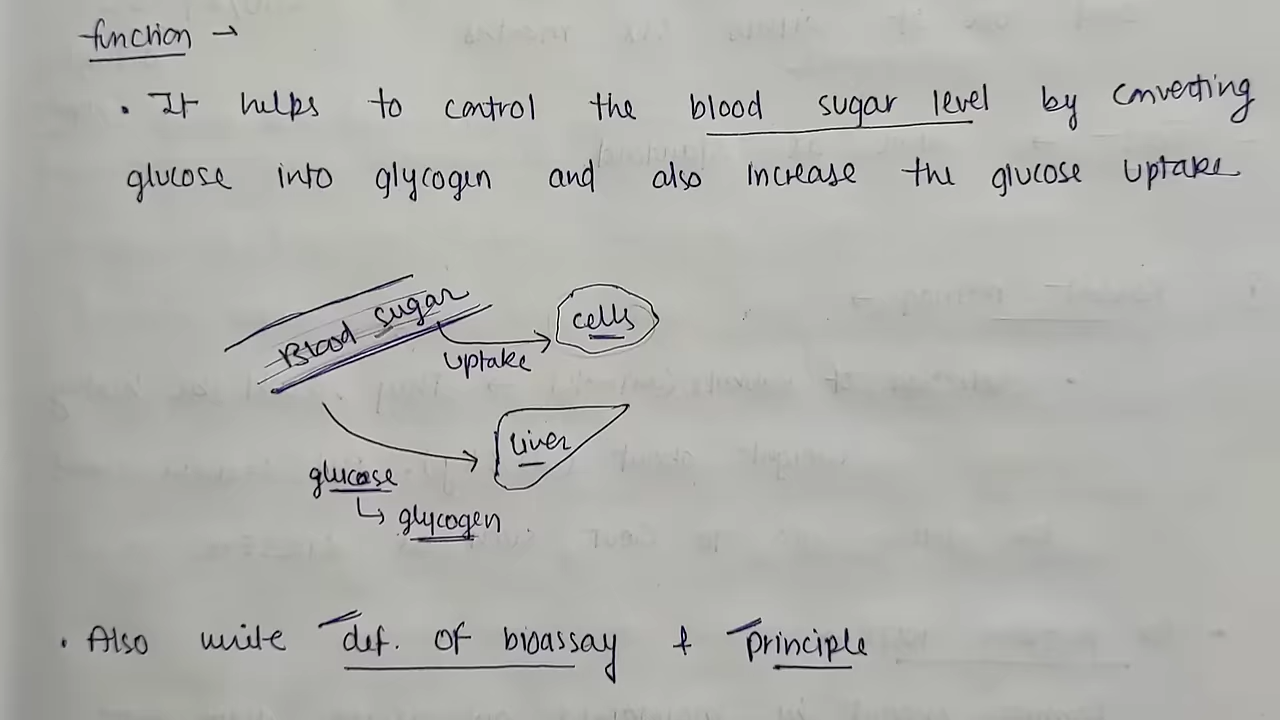 function →
• It helps to control the blood sugar level by converting
glucose into glycogen and also increase the glucose uptake
Blood sugar
cells
uptake
liver
glucose
↳ glycogen
• Also write def. of bioassay + principle